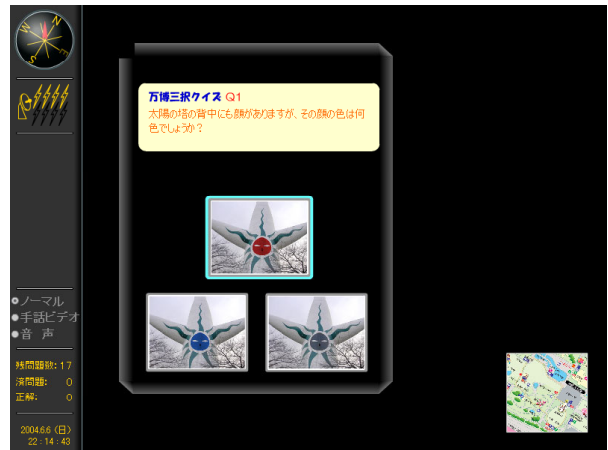 N
W
S
万博三択クイズ Q1
太陽の塔の背中にも顔がありますが、その顔の色は何
色でしょうか？
ノーマル
手話ビデオ
音 声
残問題数: 17
済問題: 0
正解: 0
2004.6.6 (日)
22 : 14 : 43